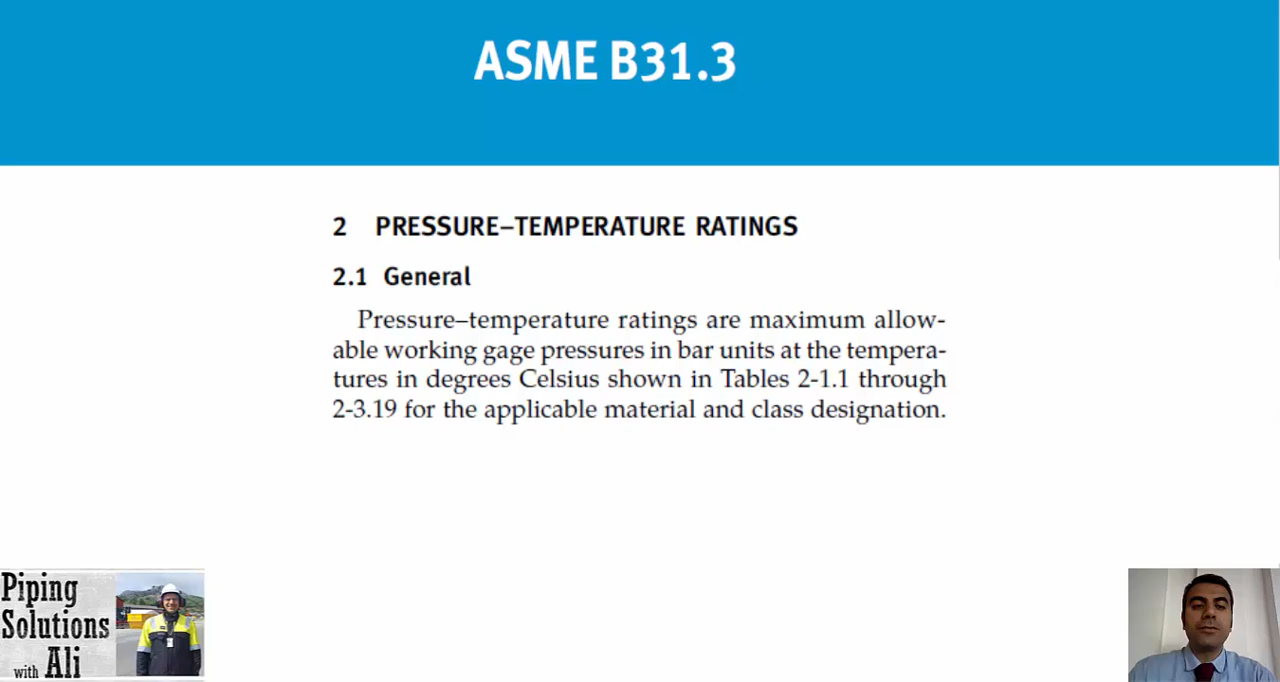 ASME B31.3
2 PRESSURE–TEMPERATURE RATINGS
2.1 General
Pressure–temperature ratings are maximum allow-
able working gage pressures in bar units at the tempera-
tures in degrees Celsius shown in Tables 2-1.1 through
2-3.19 for the applicable material and class designation.
Piping
Solutions
with Ali